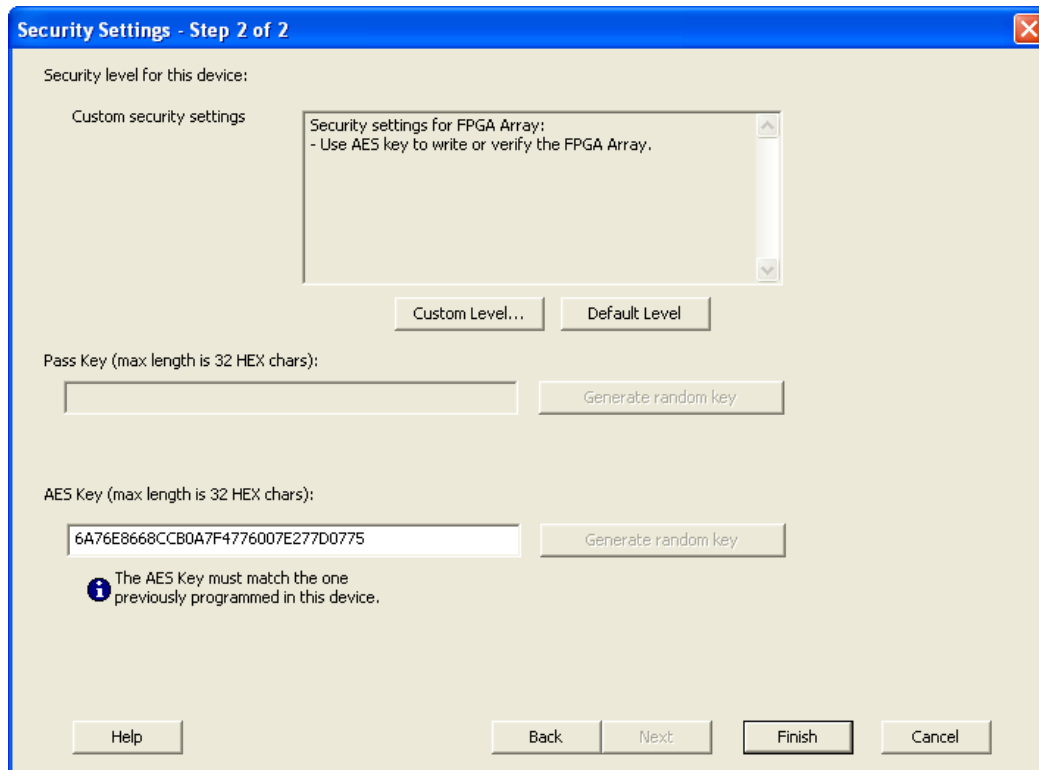 Security Settings - Step 2 of 2
Security level for this device:
Custom security settings
Security settings for FPGA Array:
- Use AES key to write or verify the FPGA Array.
Custom Level...
Default Level
Pass Key (max length is 32 HEX chars):
Generate random key
AES Key (max length is 32 HEX chars):
6A76E8668CCB0A7F4776007E277D0775
Generate random key
The AES Key must match the one
previously programmed in this device.
Help
Back
Next
Finish
Cancel